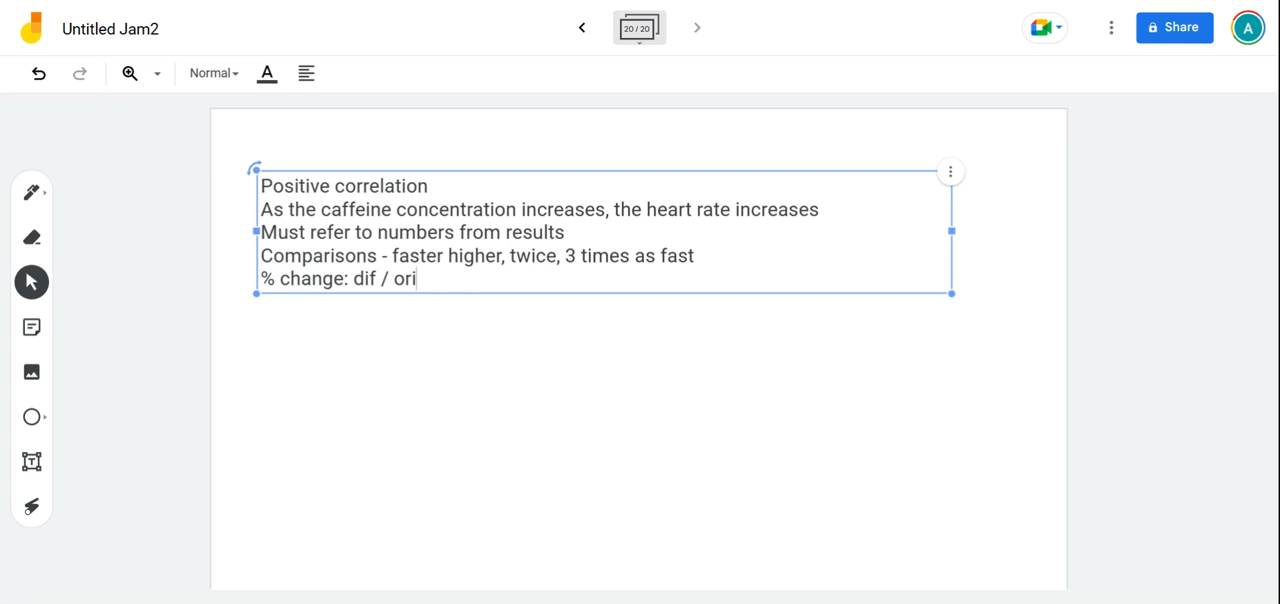 Untitled Jam2
20 / 20
Share
A
Normal
A
Positive correlation
As the caffeine concentration increases, the heart rate increases
Must refer to numbers from results
Comparisons - faster higher, twice, 3 times as fast
% change: dif / ori
T